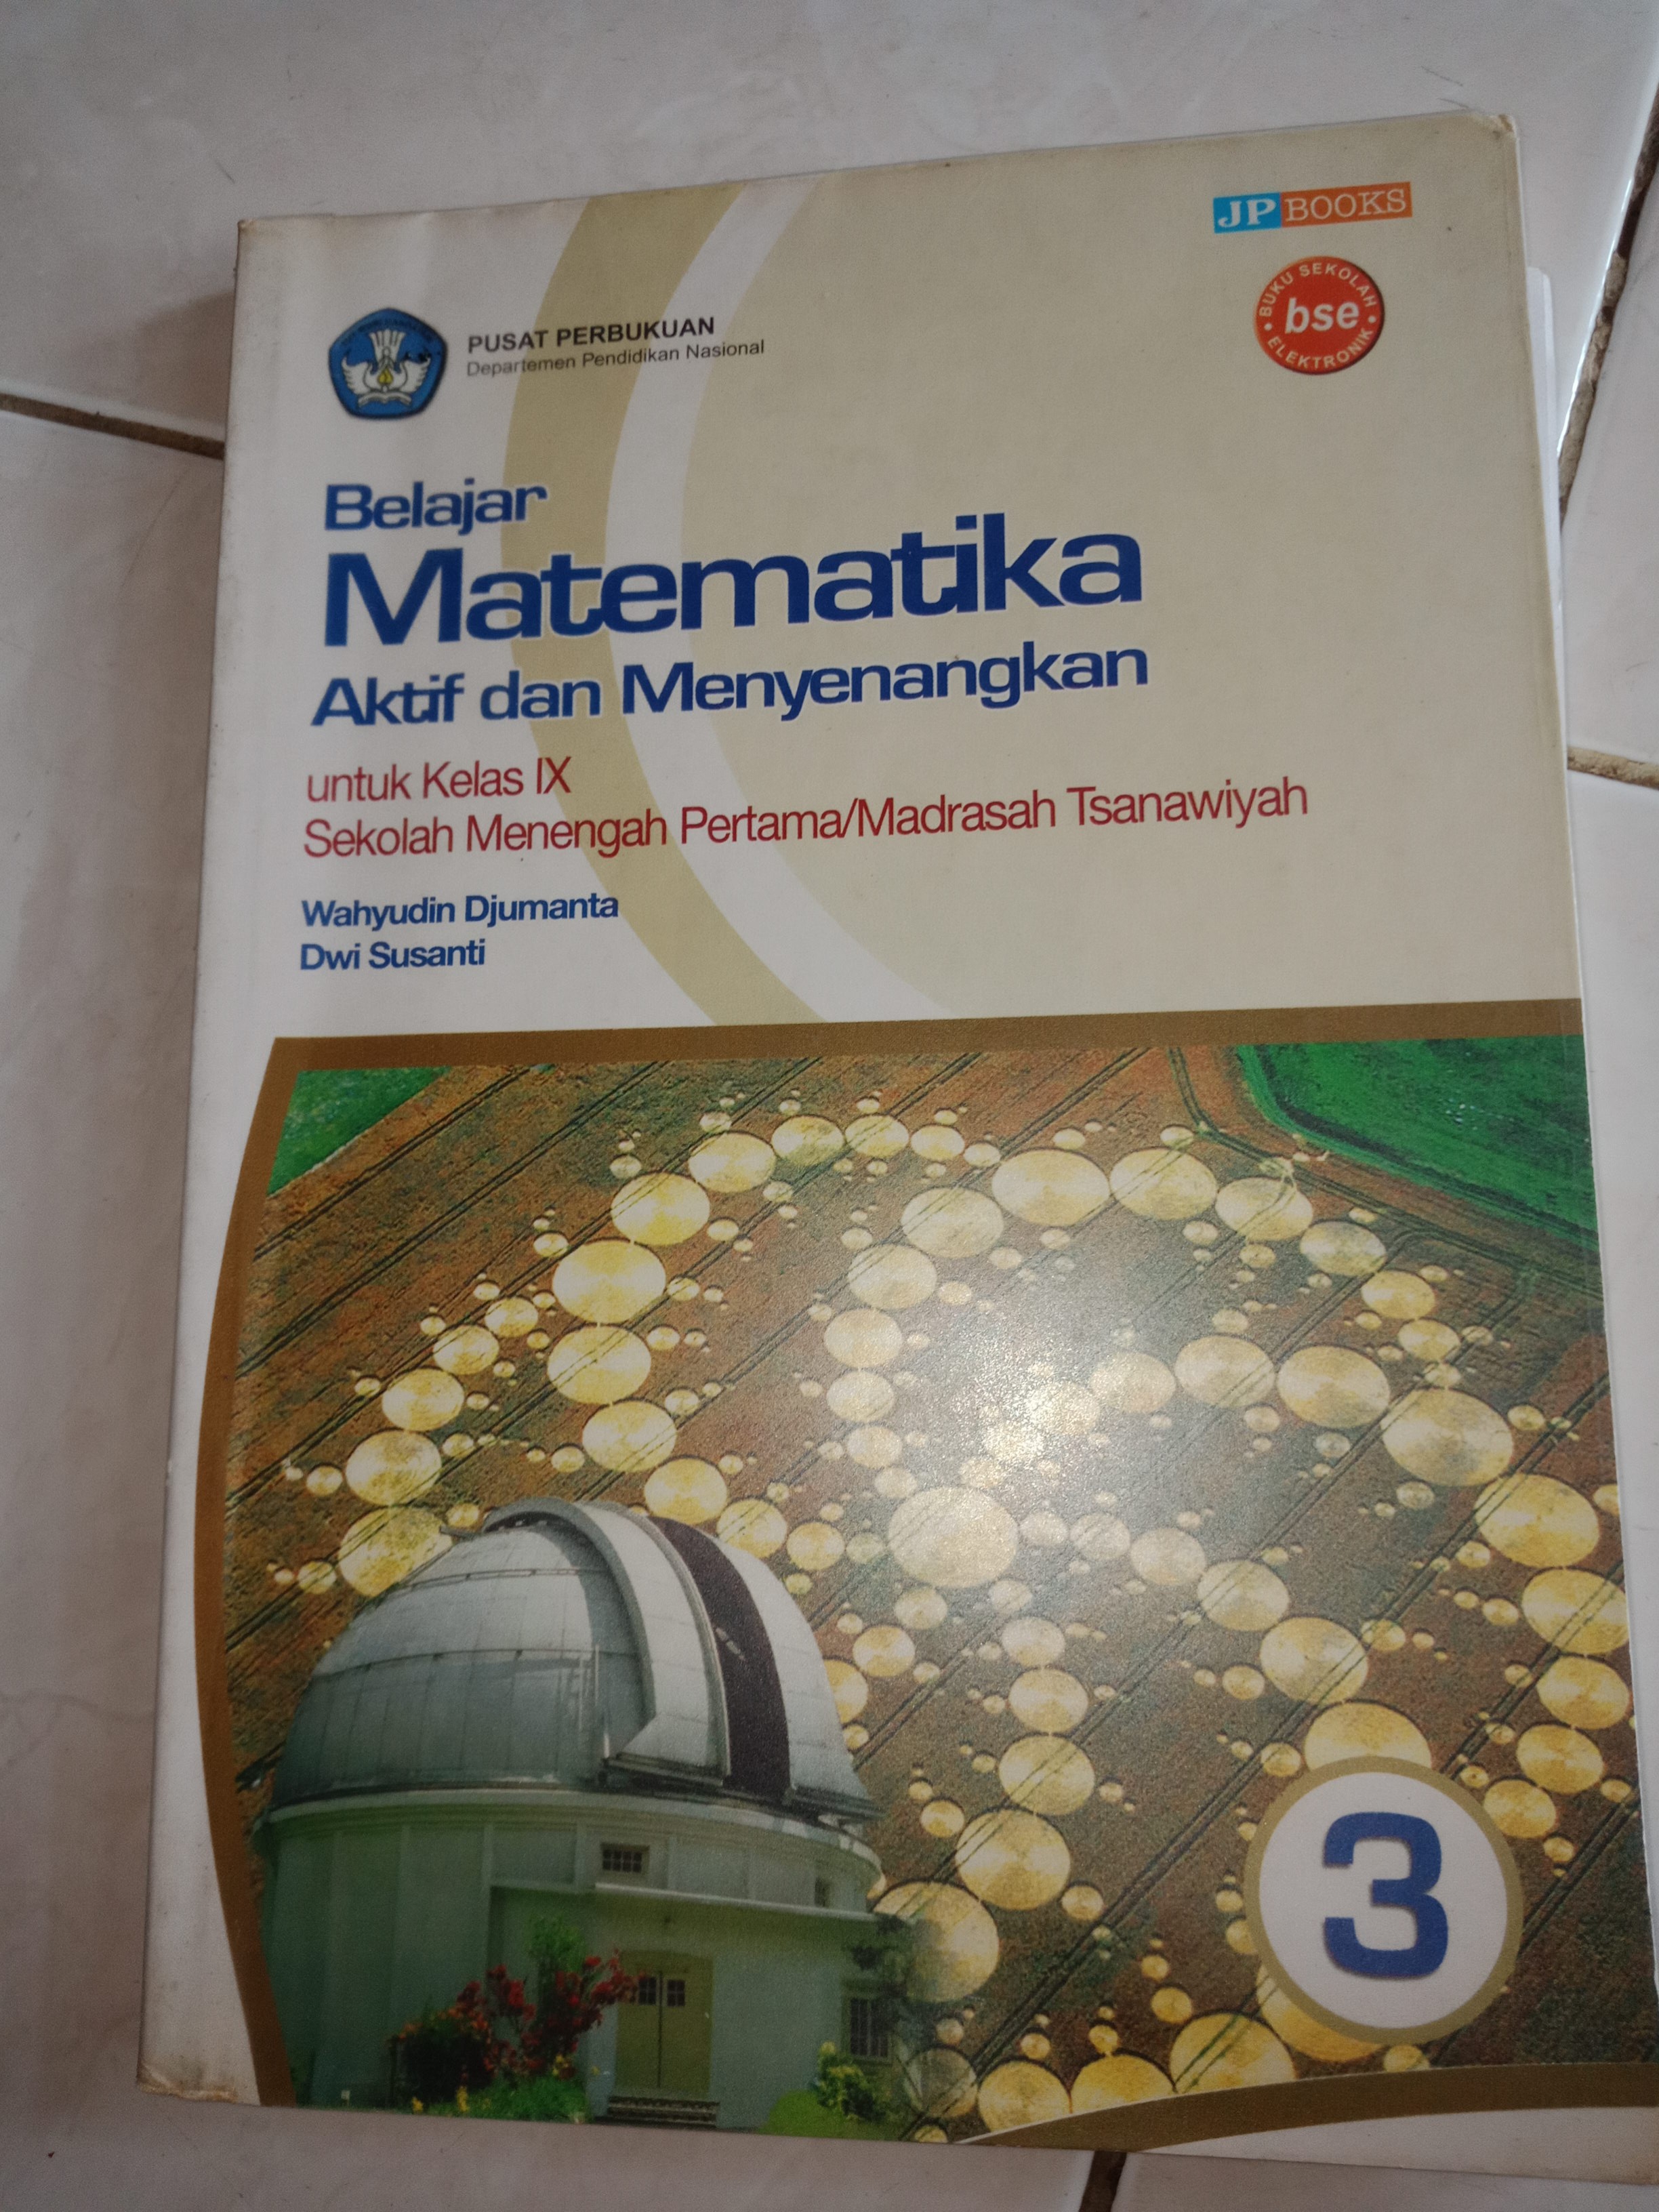 JP BOOKS
BUKU SEKOLAH
bse
ELEKTRONIK
PUSAT PERBUKUAN
Departemen Pendidikan Nasional
Belajar
Matematika
Aktif dan Menyenangkan
untuk Kelas IX
Sekolah Menengah Pertama/Madrasah Tsanawiyah
Wahyudin Djumanta
Dwi Susanti
3